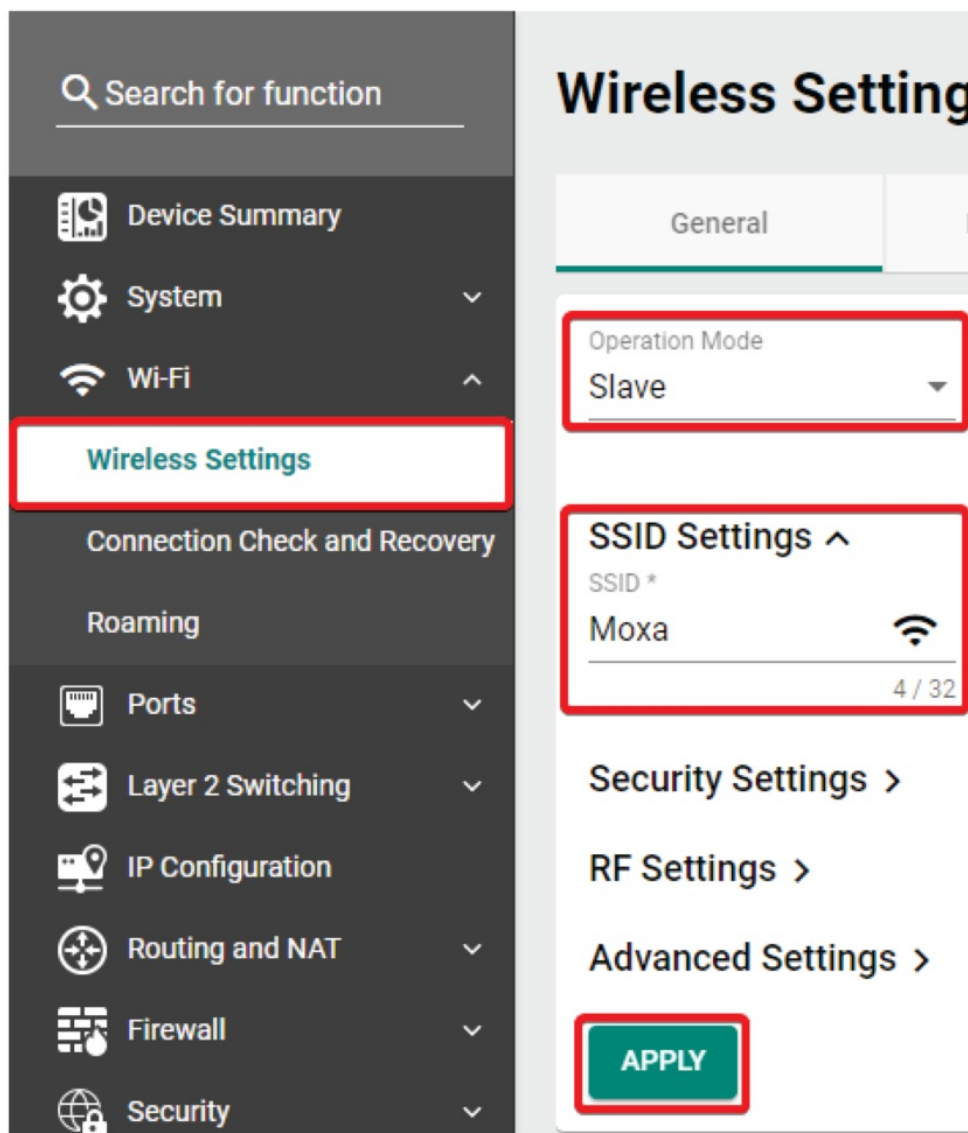 Search for function
Device Summary
System
Wi-Fi
Wireless Settings
Connection Check and Recovery
Roaming
Ports
Layer 2 Switching
IP Configuration
Routing and NAT
Firewall
Security
Wireless Setting
General
Operation Mode
Slave
SSID Settings
SSID *
Moxa
4 / 32
Security Settings
RF Settings
Advanced Settings
APPLY